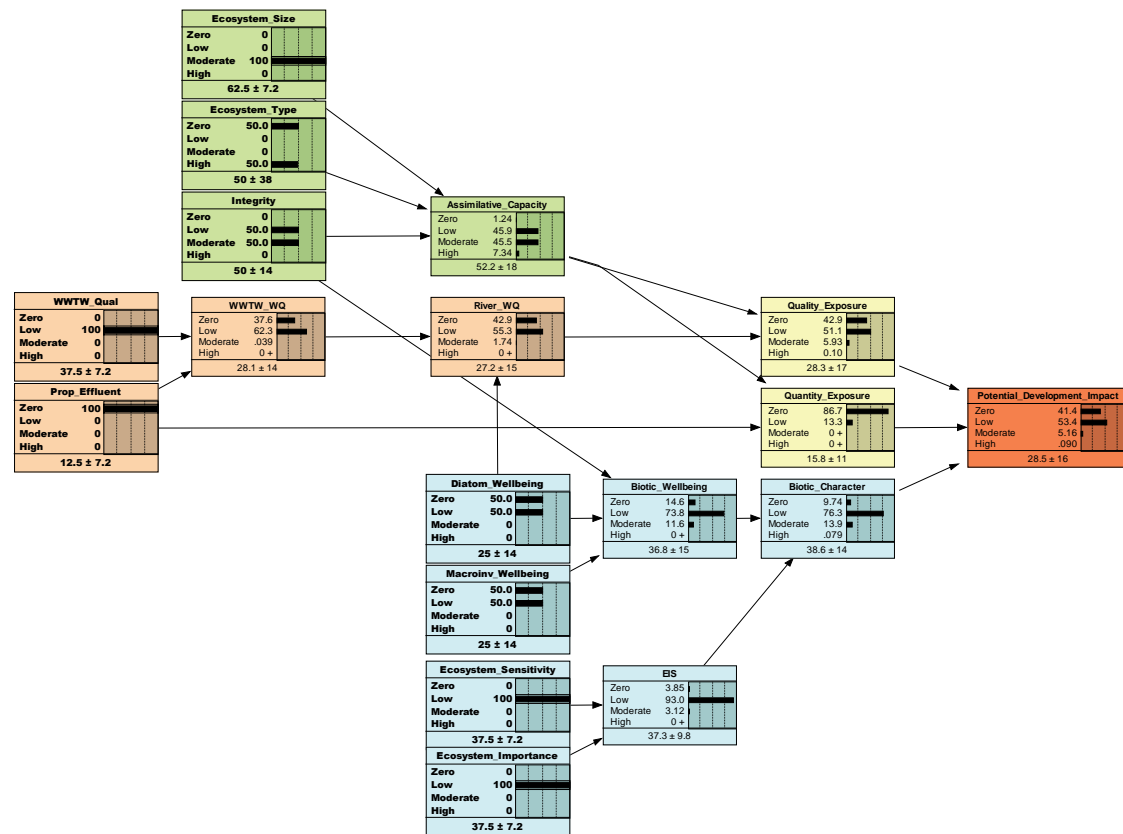 Ecosystem_Size
Zero 0
Low 0
Moderate 100
High 0
62.5 ± 7.2
Ecosystem_Type
Zero 50.0
Low 0
Moderate 0
High 50.0
50 ± 38
Integrity
Zero 0
Low 50.0
Moderate 50.0
High 0
50 ± 14
Assimilative_Capacity
Zero 1.24
Low 45.9
Moderate 45.5
High 7.34
52.2 ± 18
WWTW_Qual
Zero 0
Low 100
Moderate 0
High 0
37.5 ± 7.2
WWTW_WQ
Zero 37.6
Low 62.3
Moderate .039
High 0 +
28.1 ± 14
River_WQ
Zero 42.9
Low 55.3
Moderate 1.74
High 0 +
27.2 ± 15
Quality_Exposure
Zero 42.9
Low 51.1
Moderate 5.93
High 0.10
28.3 ± 17
Prop_Effluent
Zero 100
Low 0
Moderate 0
High 0
12.5 ± 7.2
Quantity_Exposure
Zero 86.7
Low 13.3
Moderate 0 +
High 0 +
15.8 ± 11
Potential_Development_Impact
Zero 41.4
Low 53.4
Moderate 5.16
High .090
28.5 ± 16
Diatom_Wellbeing
Zero 50.0
Low 50.0
Moderate 0
High 0
25 ± 14
Biotic_Wellbeing
Zero 14.6
Low 73.8
Moderate 11.6
High 0 +
36.8 ± 15
Biotic_Character
Zero 9.74
Low 76.3
Moderate 13.9
High .079
38.6 ± 14
Macroinv_Wellbeing
Zero 50.0
Low 50.0
Moderate 0
High 0
25 ± 14
Ecosystem_Sensitivity
Zero 0
Low 100
Moderate 0
High 0
37.5 ± 7.2
EIS
Zero 3.85
Low 93.0
Moderate 3.12
High 0 +
37.3 ± 9.8
Ecosystem_Importance
Zero 0
Low 100
Moderate 0
High 0
37.5 ± 7.2